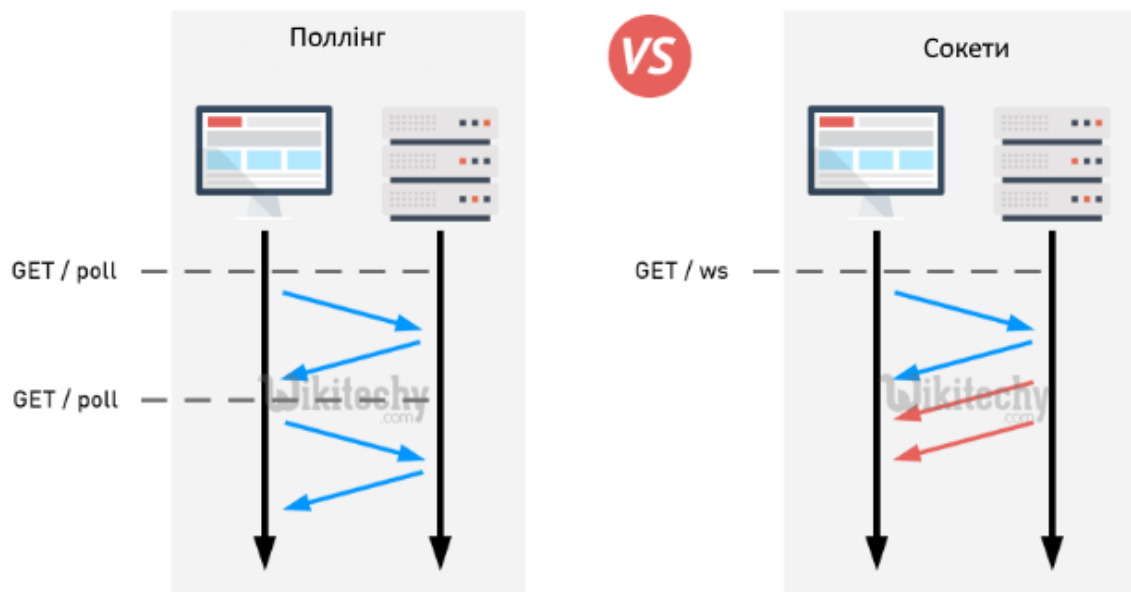 Поллінг
VS
Сокети
GET / poll
GET / ws
GET / poll
Wikitechy
.com
Wikitechy
.com